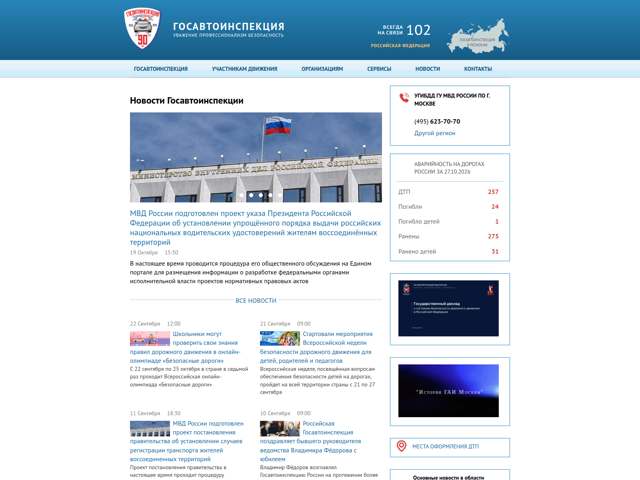 ГОСАВТОИНСПЕКЦИЯ
УВАЖЕНИЕ ПРОФЕССИОНАЛИЗМ БЕЗОПАСНОСТЬ
ВСЕГДА
НА СВЯЗИ 102
РОССИЙСКАЯ ФЕДЕРАЦИЯ
ГОСАВТОИНСПЕКЦИЯ
В РЕГИОНАХ
ГОСАВТОИНСПЕКЦИЯ УЧАСТНИКАМ ДВИЖЕНИЯ ОРГАНИЗАЦИЯМ СЕРВИСЫ НОВОСТИ КОНТАКТЫ
Новости Госавтоинспекции
МИНИСТЕРСТВО ВНУТРЕННИХ ДЕЛ РОССИЙСКОЙ ФЕДЕРАЦИИ
МВД России подготовлен проект указа Президента Российской
Федерации об установлении упрощённого порядка выдачи российских
национальных водительских удостоверений жителям воссоединённых
территорий
19 Октября 15:50
В настоящее время проводится процедура его общественного обсуждения на Едином
портале для размещения информации о разработке федеральными органами
исполнительной власти проектов нормативных правовых актов
ВСЕ НОВОСТИ
22 Сентября 12:00
Школьники могут
проверить свои знания
правил дорожного движения в онлайн-
олимпиаде «Безопасные дороги»
С 22 сентября по 25 октября в стране в седьмой
раз проходит Всероссийская онлайн-
олимпиада «Безопасные дороги»
21 Сентября 09:00
Стартовали мероприятия
Всероссийской недели
безопасности дорожного движения для
детей, родителей и педагогов
Всероссийская неделя, посвящённая вопросам
обеспечения безопасности детей на дорогах,
пройдет на всей территории страны с 21 по 27
сентября
11 Сентября 14:30
МВД России подготовлен
проект постановления
правительства об установлении случаев
регистрации транспорта жителей
воссоединенных территорий
Проект постановления правительства в
настоящее время проходит процедуру
10 Сентября 09:00
Российская
Госавтоинспекция
поздравляет бывшего руководителя
ведомства Владимира Фёдорова с
юбилеем
Владимир Фёдоров возглавлял
Госавтоинспекцию России на протяжении более
УГИБДД ГУ МВД РОССИИ ПО Г.
МОСКВЕ
(495) 623-70-70
Другой регион
АВАРИЙНОСТЬ НА ДОРОГАХ
РОССИИ ЗА 27.10.2026
ДТП 257
Погибли 24
Погибло детей 1
Ранены 273
Ранено детей 31
Государственный доклад
"История ГАИ Москвы"
МЕСТА ОФОРМЛЕНИЯ ДТП
Основные новости в области